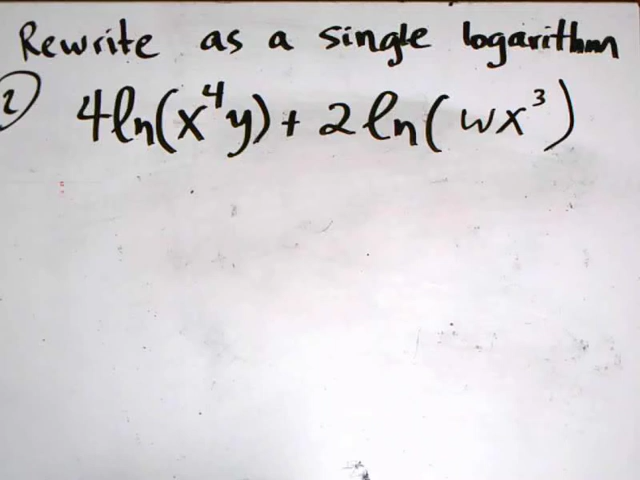 Rewrite as a single logarithm
2 4ln(x⁴y) + 2ln(wx³)